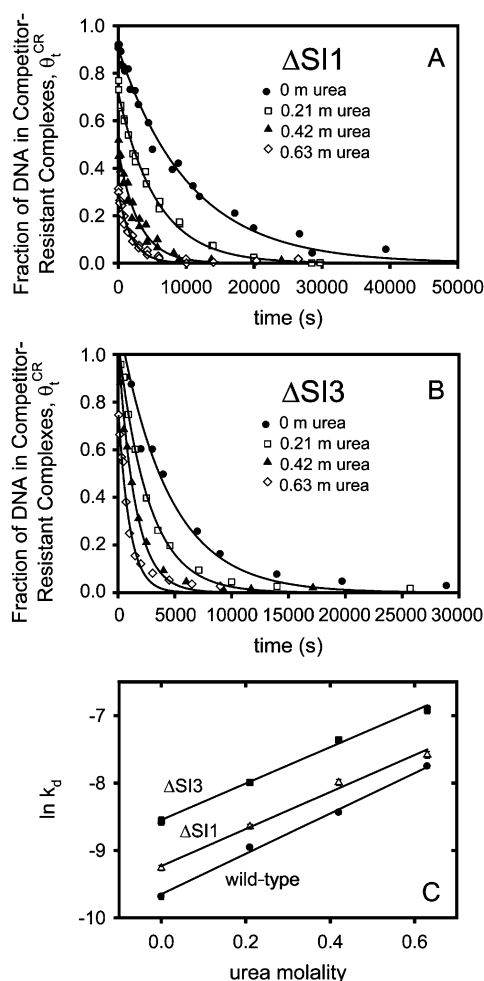 Fraction of DNA in Competitor-
Resistant Complexes, θtCR
1.0
0.8
0.6
0.4
0.2
0.0
ΔSI1
A
0 m urea
0.21 m urea
0.42 m urea
0.63 m urea
0 10000 20000 30000 40000 50000
time (s)
Fraction of DNA in Competitor-
Resistant Complexes, θtCR
1.0
0.8
0.6
0.4
0.2
0.0
ΔSI3
B
0 m urea
0.21 m urea
0.42 m urea
0.63 m urea
0 5000 10000 15000 20000 25000 30000
time (s)
ln kd
-7
-8
-9
-10
ΔSI3
ΔSI1
wild-type
C
0.0 0.2 0.4 0.6
urea molality